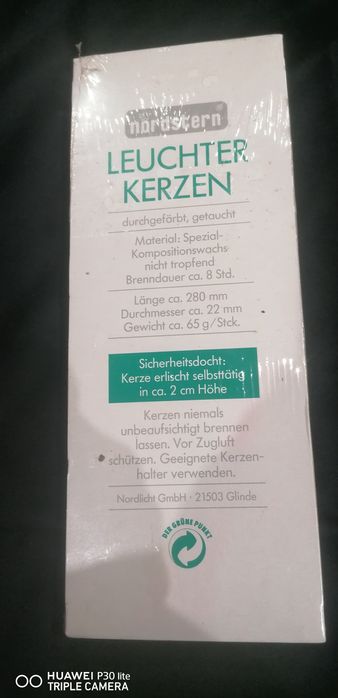 nordstern
LEUCHTER
KERZEN
durchgefärbt, getaucht
Material: Spezial-
Kompositionswachs
nicht tropfend
Brenndauer ca. 8 Std.
Länge ca. 280 mm
Durchmesser ca. 22 mm
Gewicht ca. 65 g/Stck.
Sicherheitsdocht:
Kerze erlischt selbsttätig
in ca. 2 cm Höhe
Kerzen niemals
unbeaufsichtigt brennen
lassen. Vor Zugluft
schützen. Geeignete Kerzen-
halter verwenden.
Nordlicht GmbH · 21503 Glinde
DER GRÜNE PUNKT
HUAWEI P30 lite
TRIPLE CAMERA